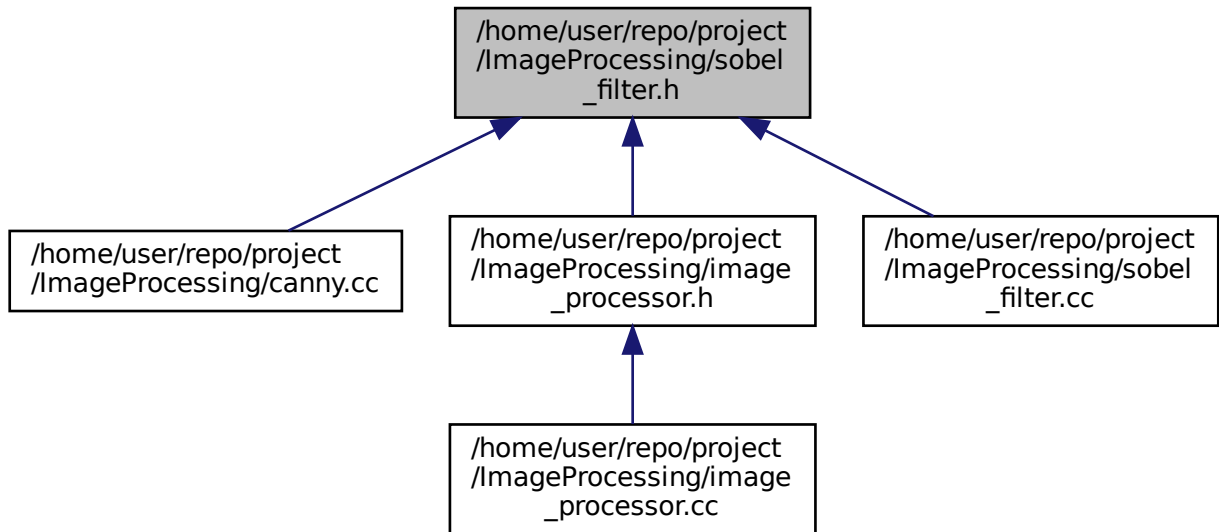 /home/user/repo/project
/ImageProcessing/sobel
_filter.h
/home/user/repo/project
/ImageProcessing/canny.cc
/home/user/repo/project
/ImageProcessing/image
_processor.h
/home/user/repo/project
/ImageProcessing/sobel
_filter.cc
/home/user/repo/project
/ImageProcessing/image
_processor.cc